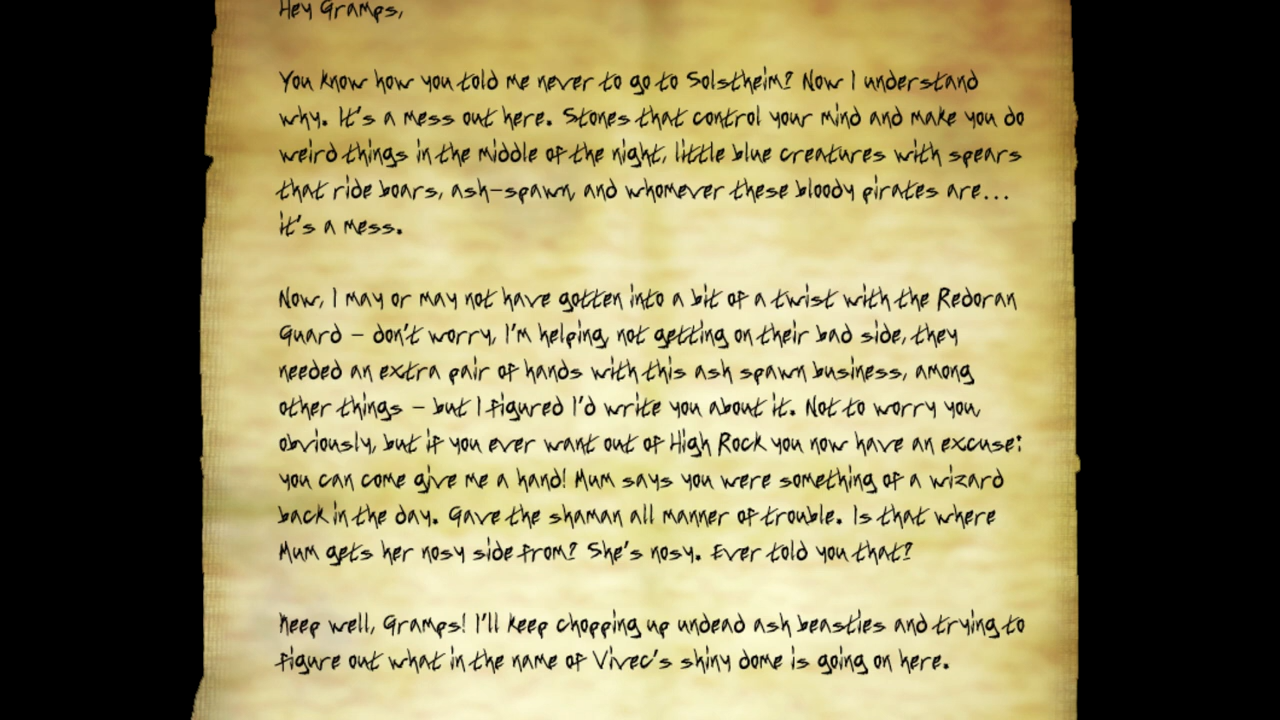 Hey Gramps,
You know how you told me never to go to Solstheim? Now I understand
why. It's a mess out here. Stones that control your mind and make you do
weird things in the middle of the night, little blue creatures with spears
that ride boars, ash-spawn, and whomever these bloody pirates are...
it's a mess.
Now, I may or may not have gotten into a bit of a twist with the Redoran
Guard – don't worry, I'm helping, not getting on their bad side, they
needed an extra pair of hands with this ash spawn business, among
other things – but I figured I'd write you about it. Not to worry you,
obviously, but if you ever want out of High Rock you now have an excuse:
you can come give me a hand! Mum says you were something of a wizard
back in the day. Gave the shaman all manner of trouble. Is that where
Mum gets her nosy side from? She's nosy. Ever told you that?
Keep well, Gramps! I'll keep chopping up undead ash beasties and trying to
figure out what in the name of Vivec's shiny dome is going on here.